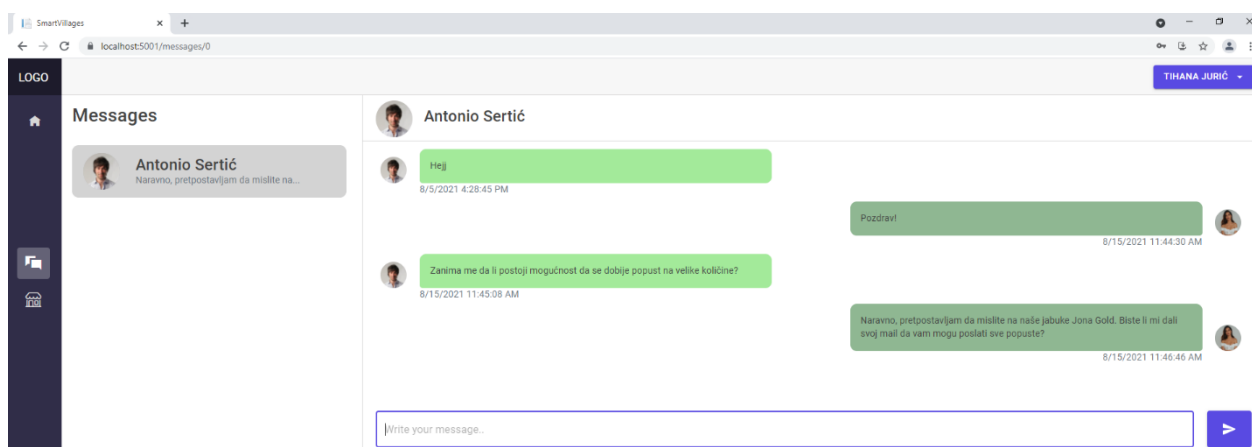 SmartVillages
localhost:5001/messages/0
LOGO
TIHANA JURIĆ
Messages
Antonio Sertić
Naravno, pretpostavljam da mislite na...
Antonio Sertić
Hejj
8/5/2021 4:28:45 PM
Pozdrav!
8/15/2021 11:44:30 AM
Zanima me da li postoji mogućnost da se dobije popust na velike količine?
8/15/2021 11:45:08 AM
Naravno, pretpostavljam da mislite na naše jabuke Jona Gold. Biste li mi dali
svoj mail da vam mogu poslati sve popuste?
8/15/2021 11:46:46 AM
Write your message..